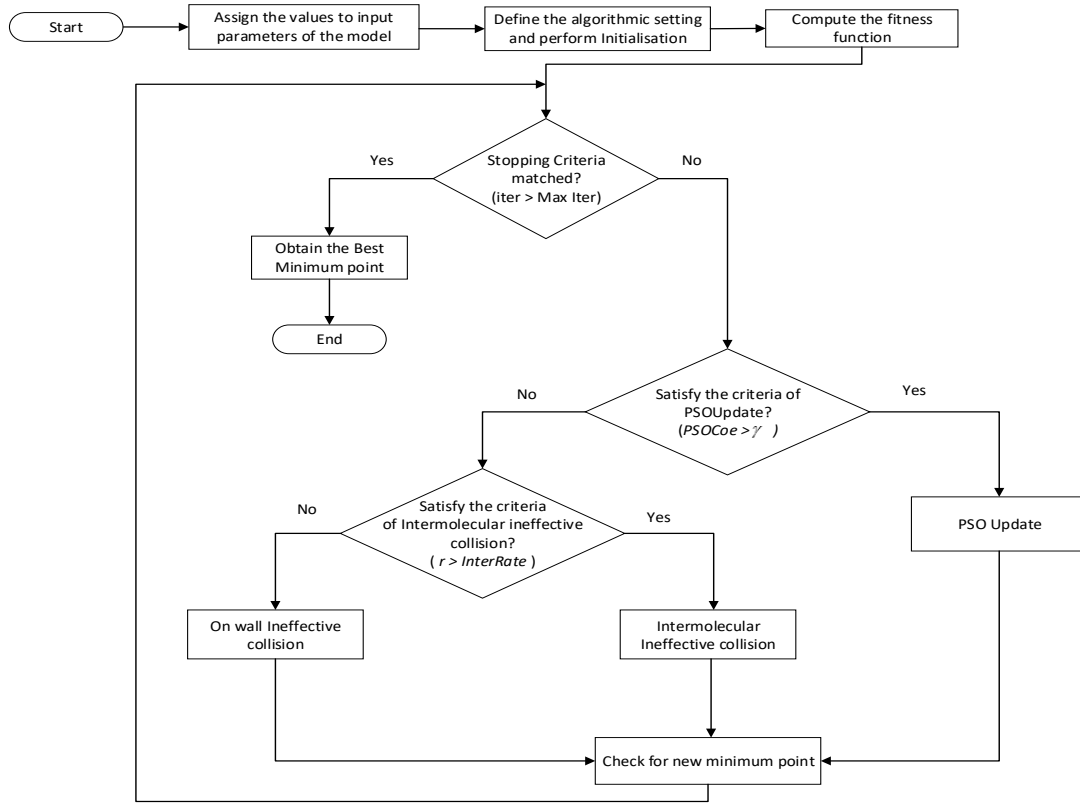 Start
Assign the values to input
parameters of the model
Define the algorithmic setting
and perform Initialisation
Compute the fitness
function
Yes
Stopping Criteria
matched?
(iter > Max Iter)
No
Obtain the Best
Minimum point
End
No
Satisfy the criteria of
PSOUpdate?
(PSOCoe > γ )
Yes
No
Satisfy the criteria
of Intermolecular ineffective
collision?
( r > InterRate )
Yes
PSO Update
On wall Ineffective
collision
Intermolecular
Ineffective collision
Check for new minimum point